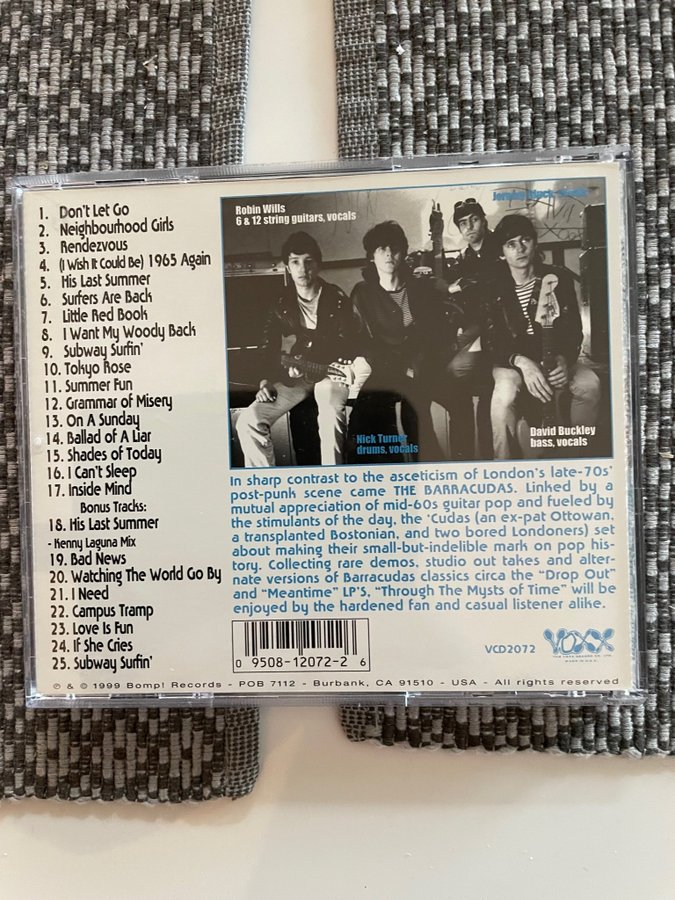 1. Don't Let Go
2. Neighbourhood Girls
3. Rendezvous
4. (I Wish It Could Be) 1965 Again
5. His Last Summer
6. Surfers Are Back
7. Little Red Book
8. I Want My Woody Back
9. Subway Surfin'
10. Tokyo Rose
11. Summer Fun
12. Grammar of Misery
13. On A Sunday
14. Ballad of A Liar
15. Shades of Today
16. I Can't Sleep
17. Inside Mind
Bonus Tracks:
18. His Last Summer
- Kenny Laguna Mix
19. Bad News
20. Watching The World Go By
21. I Need
22. Campus Tramp
23. Love Is Fun
24. If She Cries
25. Subway Surfin'
Robin Wills
6 & 12 string guitars, vocals
Nick Turner
drums, vocals
David Buckley
bass, vocals
In sharp contrast to the asceticism of London's late-70s'
post-punk scene came THE BARRACUDAS. Linked by a
mutual appreciation of mid-60s guitar pop and fueled by
the stimulants of the day, the 'Cudas (an ex-pat Ottowan,
a transplanted Bostonian, and two bored Londoners) set
about making their small-but-indelible mark on pop his-
tory. Collecting rare demos, studio out takes and alter-
nate versions of Barracudas classics circa the "Drop Out"
and "Meantime" LP'S, "Through The Mysts of Time" will be
enjoyed by the hardened fan and casual listener alike.
0 9508-12072-2 6
VCD2072
VOXX
MADE IN U.S.A.
℗ & © 1999 Bomp! Records - POB 7112 - Burbank, CA 91510 - USA - All rights reserved